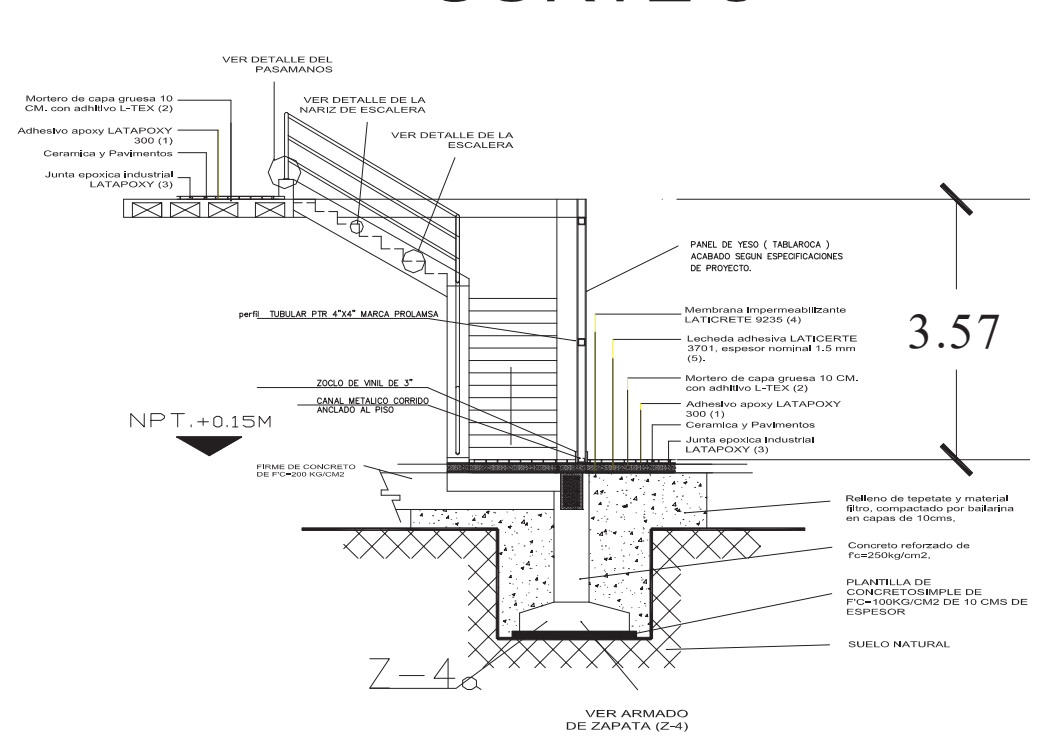 VER DETALLE DEL
PASAMANOS
Mortero de capa gruesa 10
CM. con adhitivo L-TEX (2)
VER DETALLE DE LA
NARIZ DE ESCALERA
Adhesivo apoxy LATAPOXY
300 (1)
VER DETALLE DE LA
ESCALERA
Ceramica y Pavimentos
Junta epoxica industrial
LATAPOXY (3)
PANEL DE YESO ( TABLAROCA )
ACABADO SEGUN ESPECIFICACIONES
DE PROYECTO.
perfil TUBULAR PTR 4"X4" MARCA PROLAMSA
Membrana Impermeabilizante
LATICRETE 9235 (4)
3.57
Lecheda adhesiva LATICERTE
3701, espesor nominal 1.5 mm
(5).
ZOCLO DE VINIL DE 3"
Mortero de capa gruesa 10 CM.
con adhitivo L-TEX (2)
CANAL METALICO CORRIDO
ANCLADO AL PISO
Adhesivo apoxy LATAPOXY
300 (1)
NPT.+0.15M
Ceramica y Pavimentos
Junta epoxica Industrial
LATAPOXY (3)
FIRME DE CONCRETO
DE F'C=200 KG/CM2
Relleno de tepetate y material
filtro, compactado por bailarina
en capas de 10cms,
Concreto reforzado de
f'c=250kg/cm2,
PLANTILLA DE
CONCRETOSIMPLE DE
F'C=100KG/CM2 DE 10 CMS DE
ESPESOR
SUELO NATURAL
Z-4
VER ARMADO
DE ZAPATA (Z-4)